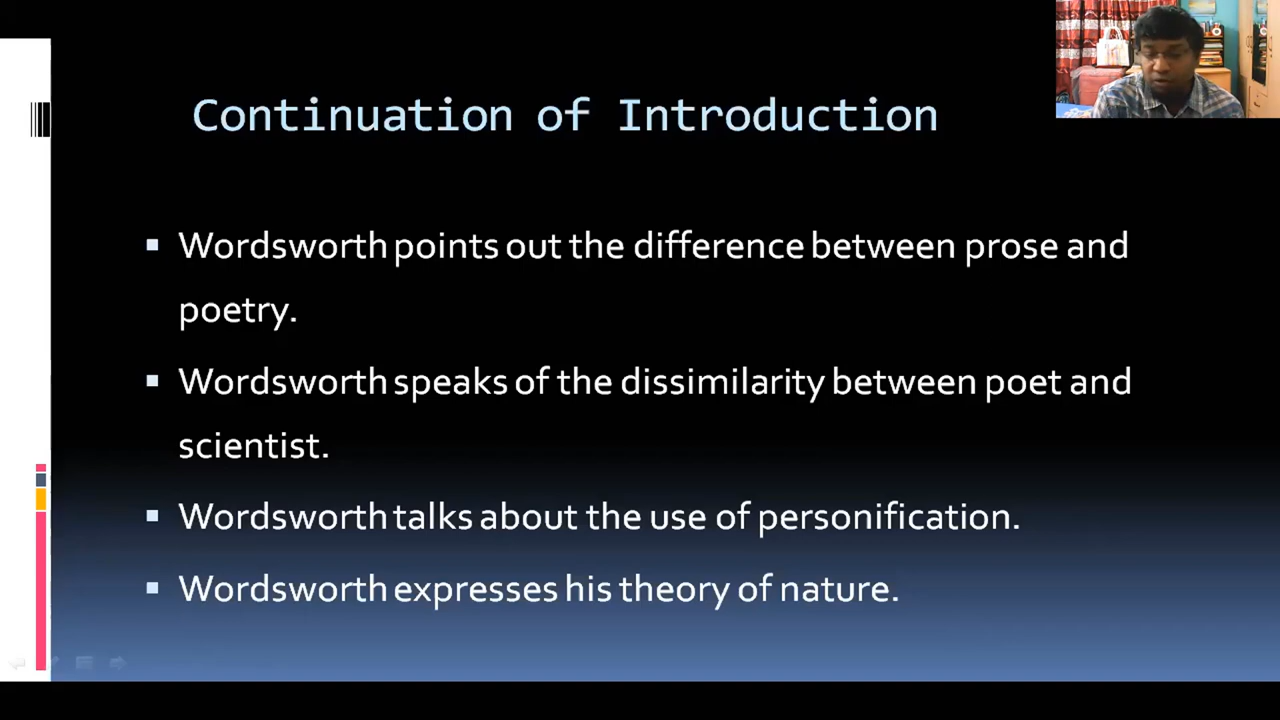 Continuation of Introduction
Wordsworth points out the difference between prose and
poetry.
Wordsworth speaks of the dissimilarity between poet and
scientist.
Wordsworth talks about the use of personification.
Wordsworth expresses his theory of nature.